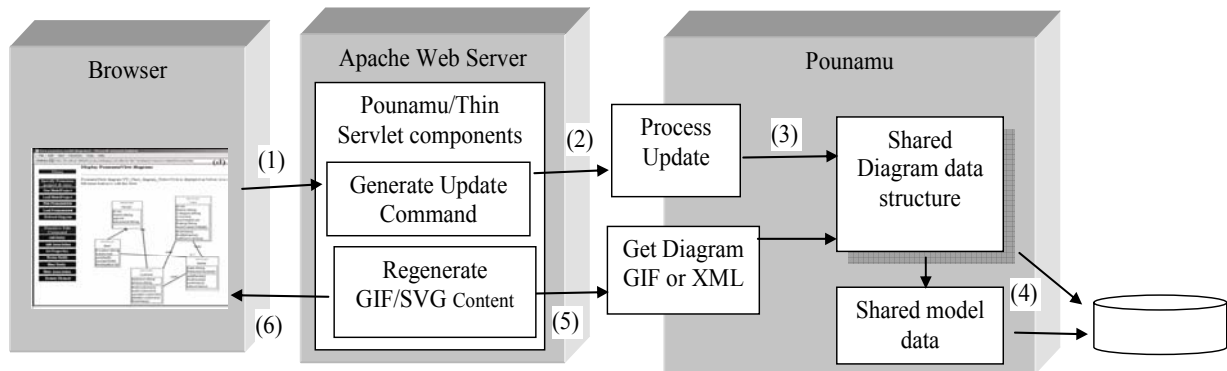 Browser
Apache Web Server
Pounamu
Pounamu/Thin
Servlet components
(1)
Generate Update
Command
(2)
Process
Update
(3)
Shared
Diagram data
structure
Regenerate
GIF/SVG Content
(5)
(6)
Get Diagram
GIF or XML
Shared model
data
(4)